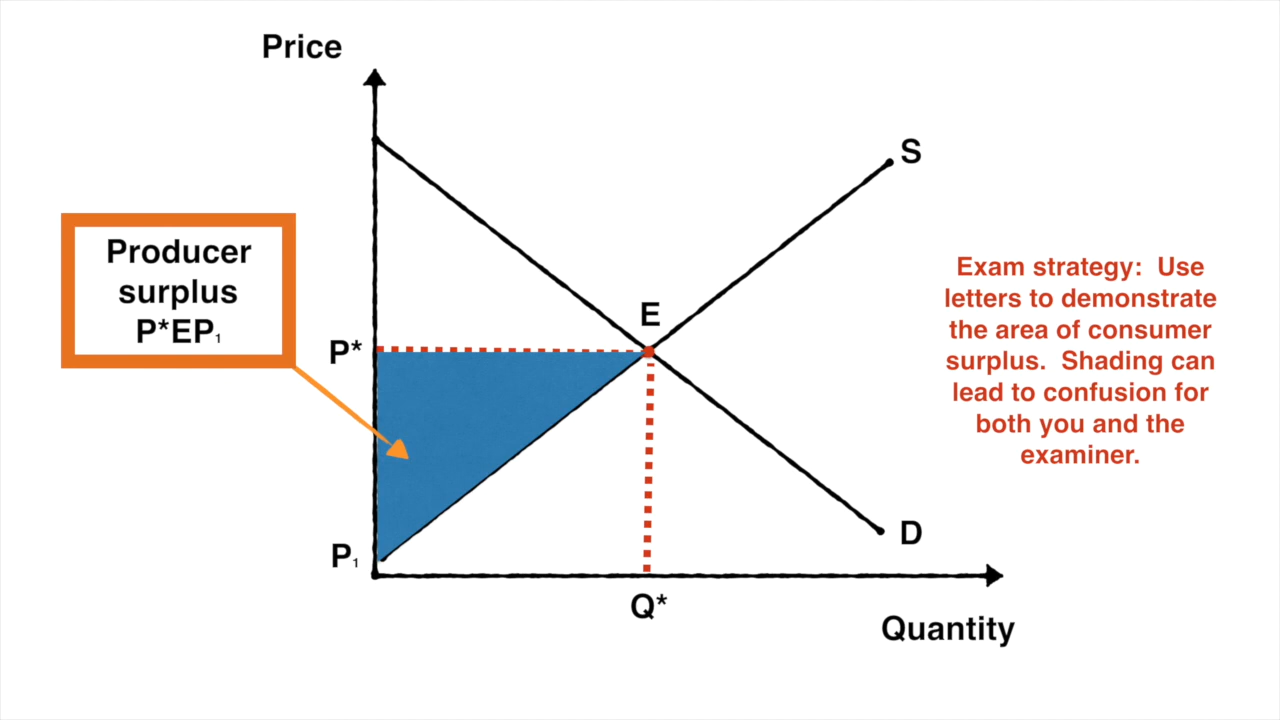 Price
S
Producer
surplus
P*EP₁
Exam strategy:  Use
letters to demonstrate
the area of consumer
surplus.  Shading can
lead to confusion for
both you and the
examiner.
E
P*
D
P₁
Q*
Quantity